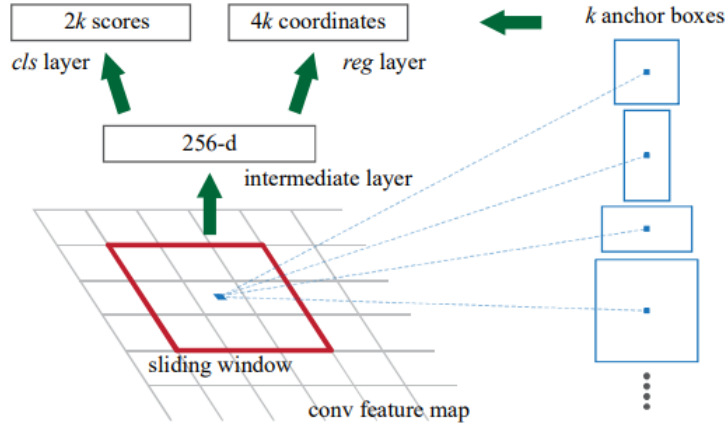 2k scores
4k coordinates
k anchor boxes
cls layer
reg layer
256-d
intermediate layer
sliding window
conv feature map